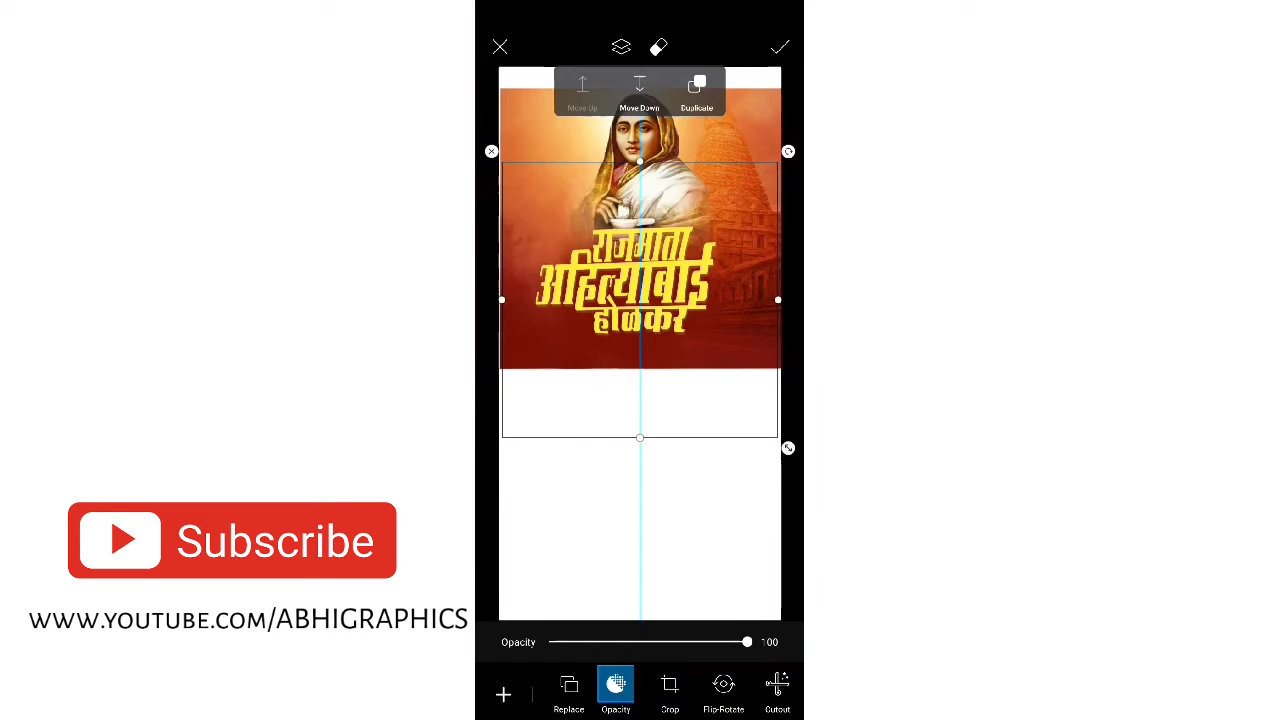 Move Up Move Down Duplicate
राजमाता
अहिल्याबाई
होळकर
Subscribe
www.youtube.com/ABHIGRAPHICS
Opacity 100
Replace Opacity Crop Flip-Rotate Cutout